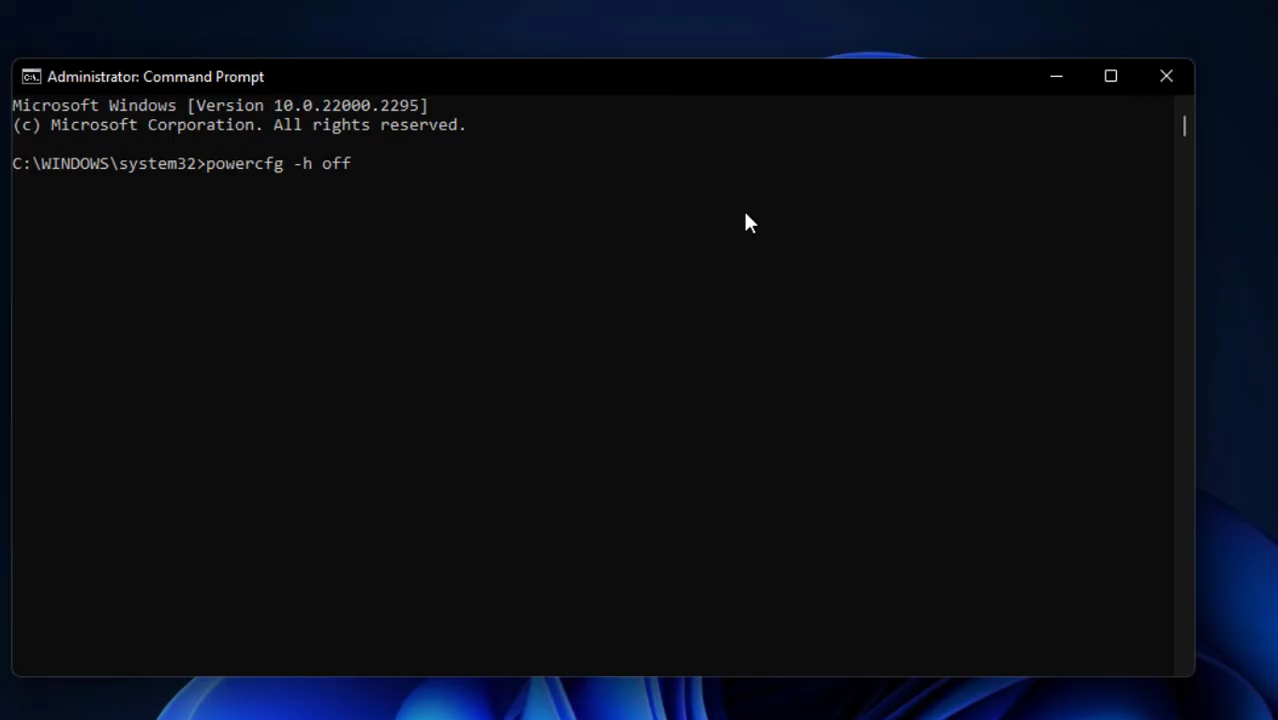 Administrator: Command Prompt
Microsoft Windows [Version 10.0.22000.2295]
(c) Microsoft Corporation. All rights reserved.
C:\WINDOWS\system32>powercfg -h off